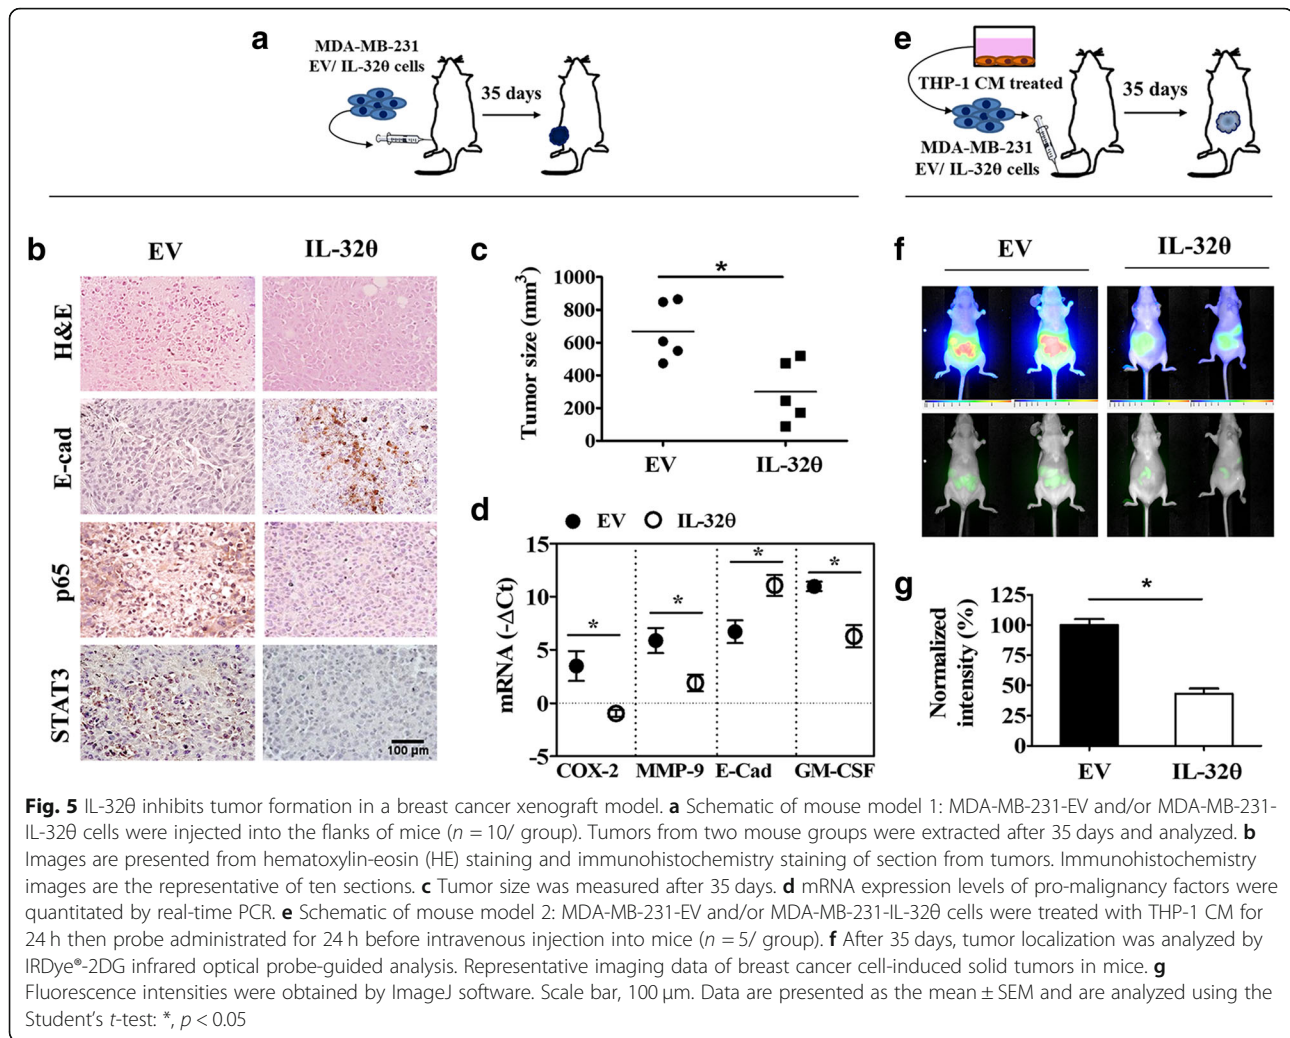 a
MDA-MB-231
EV/ IL-32θ cells
35 days
e
THP-1 CM treated
35 days
MDA-MB-231
EV/ IL-32θ cells
b
EV
IL-32θ
H&E
E-cad
p65
STAT3
100 µm
c
*
Tumor size (mm³)
1000
800
600
400
200
0
EV
IL-32θ
d
EV
IL-32θ
mRNA (-ΔCt)
15
10
5
0
-5
*
*
*
*
COX-2
MMP-9
E-Cad
GM-CSF
f
EV
IL-32θ
g
*
Normalized
intensity (%)
125
100
75
50
25
0
EV
IL-32θ
Fig. 5 IL-32θ inhibits tumor formation in a breast cancer xenograft model. a Schematic of mouse model 1: MDA-MB-231-EV and/or MDA-MB-231-
IL-32θ cells were injected into the flanks of mice (n = 10/ group). Tumors from two mouse groups were extracted after 35 days and analyzed. b
Images are presented from hematoxylin-eosin (HE) staining and immunohistochemistry staining of section from tumors. Immunohistochemistry
images are the representative of ten sections. c Tumor size was measured after 35 days. d mRNA expression levels of pro-malignancy factors were
quantitated by real-time PCR. e Schematic of mouse model 2: MDA-MB-231-EV and/or MDA-MB-231-IL-32θ cells were treated with THP-1 CM for
24 h then probe administrated for 24 h before intravenous injection into mice (n = 5/ group). f After 35 days, tumor localization was analyzed by
IRDye®-2DG infrared optical probe-guided analysis. Representative imaging data of breast cancer cell-induced solid tumors in mice. g
Fluorescence intensities were obtained by ImageJ software. Scale bar, 100 µm. Data are presented as the mean ± SEM and are analyzed using the
Student's t-test: *, p < 0.05